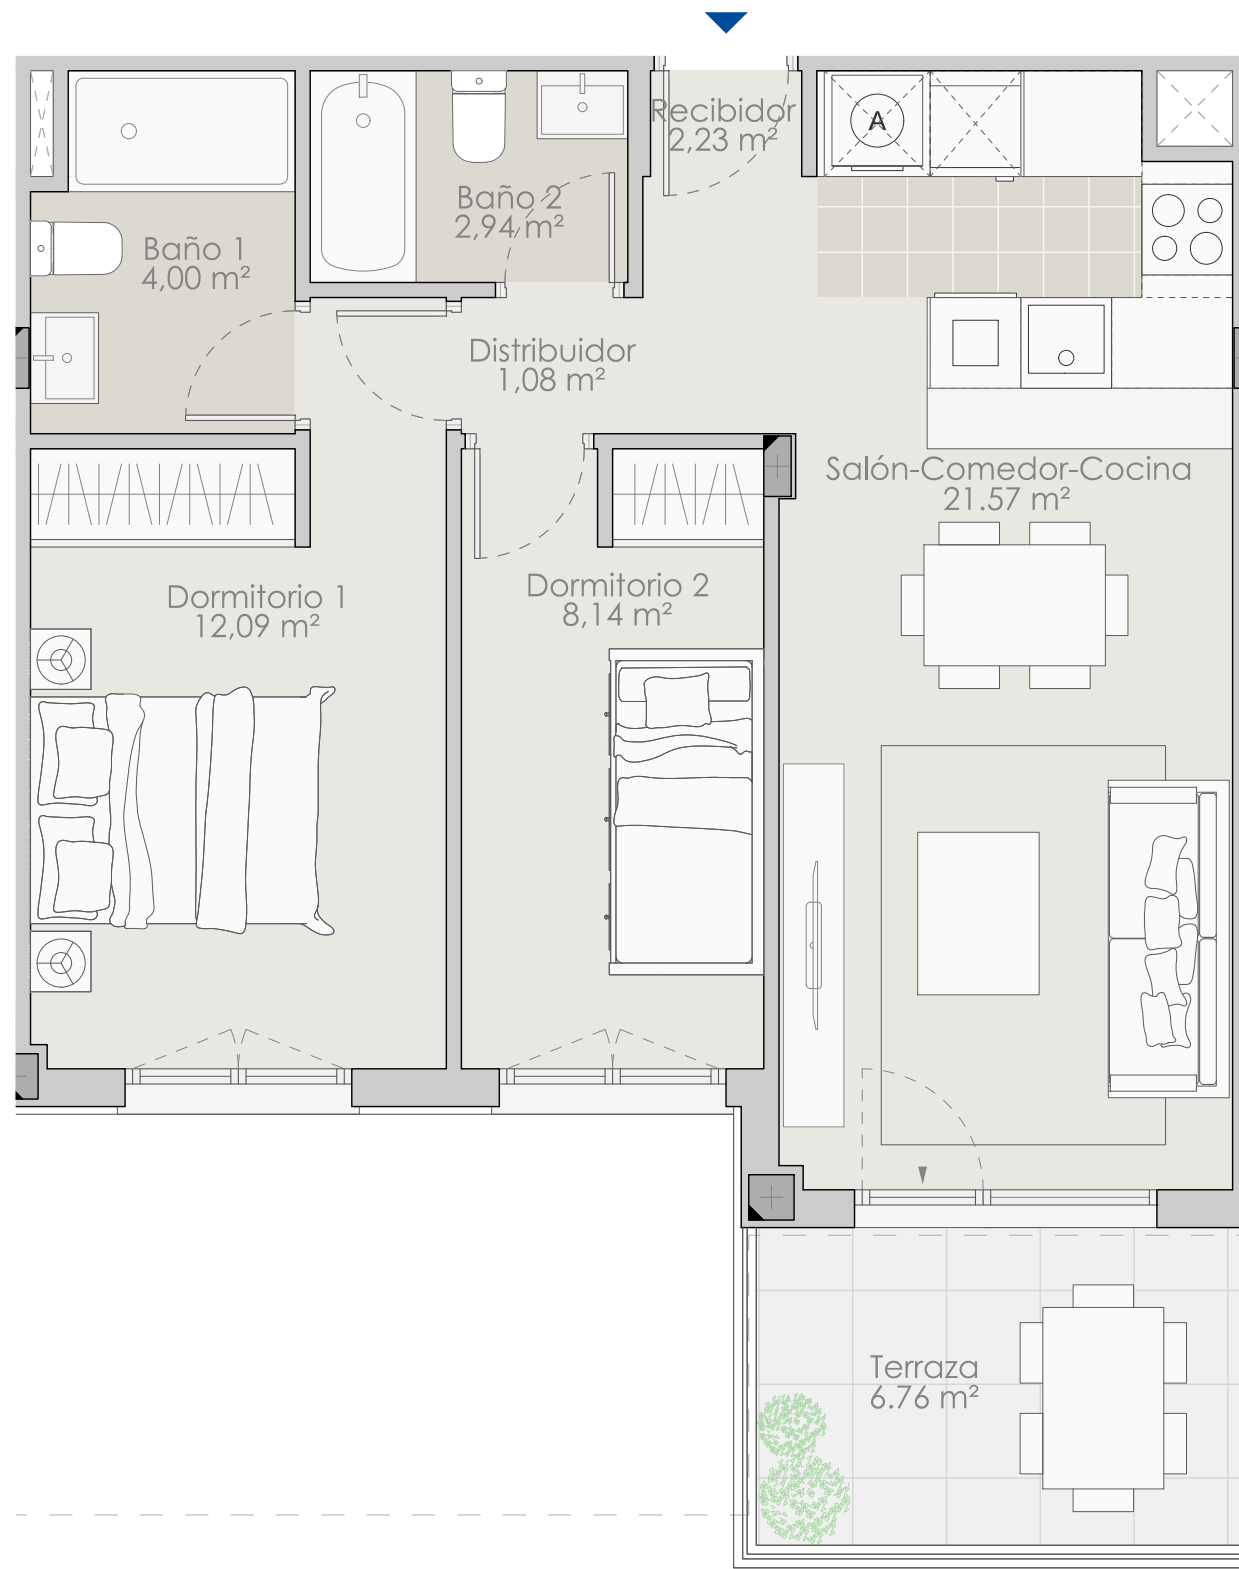 Recibidor
2,23 m²
A
Baño 2
2,94 m²
Baño 1
4,00 m²
Distribuidor
1,08 m²
Salón-Comedor-Cocina
21.57 m²
Dormitorio 1
12,09 m²
Dormitorio 2
8,14 m²
Terraza
6.76 m²